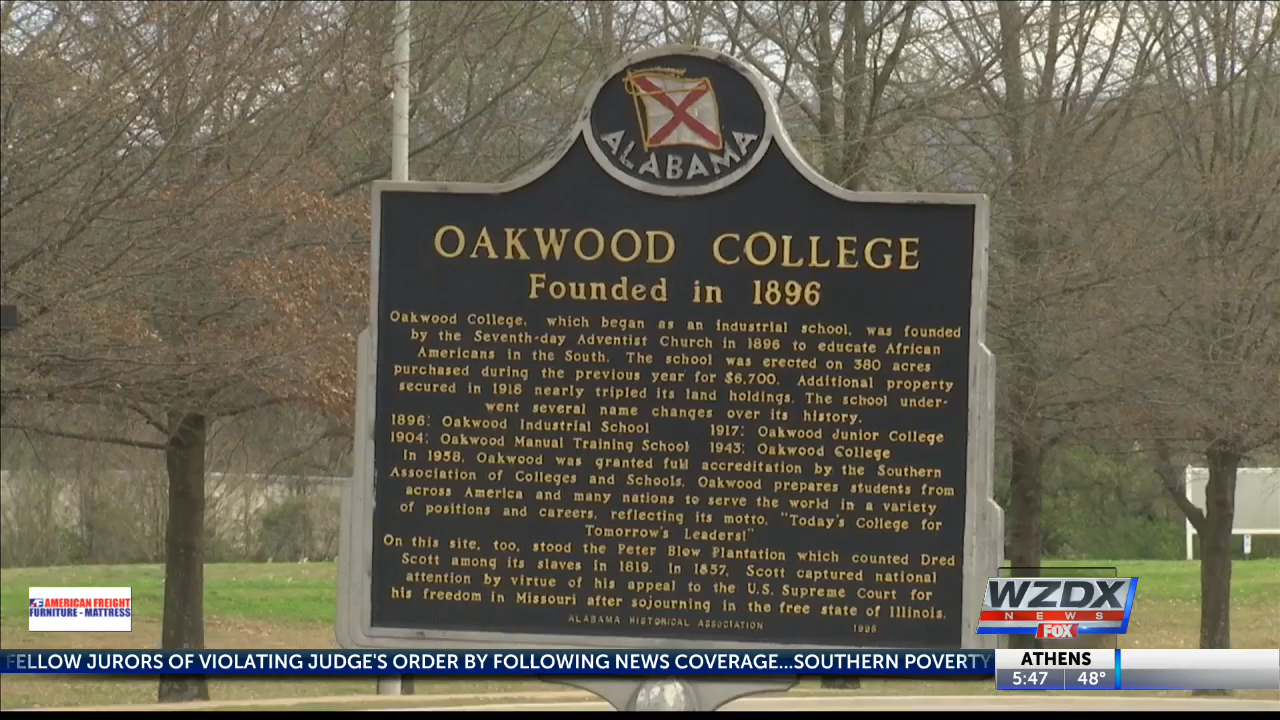 ALABAMA
OAKWOOD COLLEGE
Founded in 1896
Oakwood College, which began as an industrial school, was founded
by the Seventh-day Adventist Church in 1896 to educate African
Americans in the South. The school was erected on 380 acres
purchased during the previous year for $6,700. Additional property
secured in 1918 nearly tripled its land holdings. The school under-
went several name changes over its history.
1896: Oakwood Industrial School 1917: Oakwood Junior College
1904: Oakwood Manual Training School 1943: Oakwood College
In 1958, Oakwood was granted full accreditation by the Southern
Association of Colleges and Schools. Oakwood prepares students from
across America and many nations to serve the world in a variety
of positions and careers, reflecting its motto, "Today's College for
Tomorrow's Leaders!"
On this site, too, stood the Peter Blow Plantation which counted Dred
Scott among its slaves in 1819. In 1857, Scott captured national
attention by virtue of his appeal to the U.S. Supreme Court for
his freedom in Missouri after sojourning in the free state of Illinois.
ALABAMA HISTORICAL ASSOCIATION 1996
AMERICAN FREIGHT
FURNITURE - MATTRESS
WZDX
NEWS
FOX
FELLOW JURORS OF VIOLATING JUDGE'S ORDER BY FOLLOWING NEWS COVERAGE...SOUTHERN POVERTY
ATHENS
5:47 48°